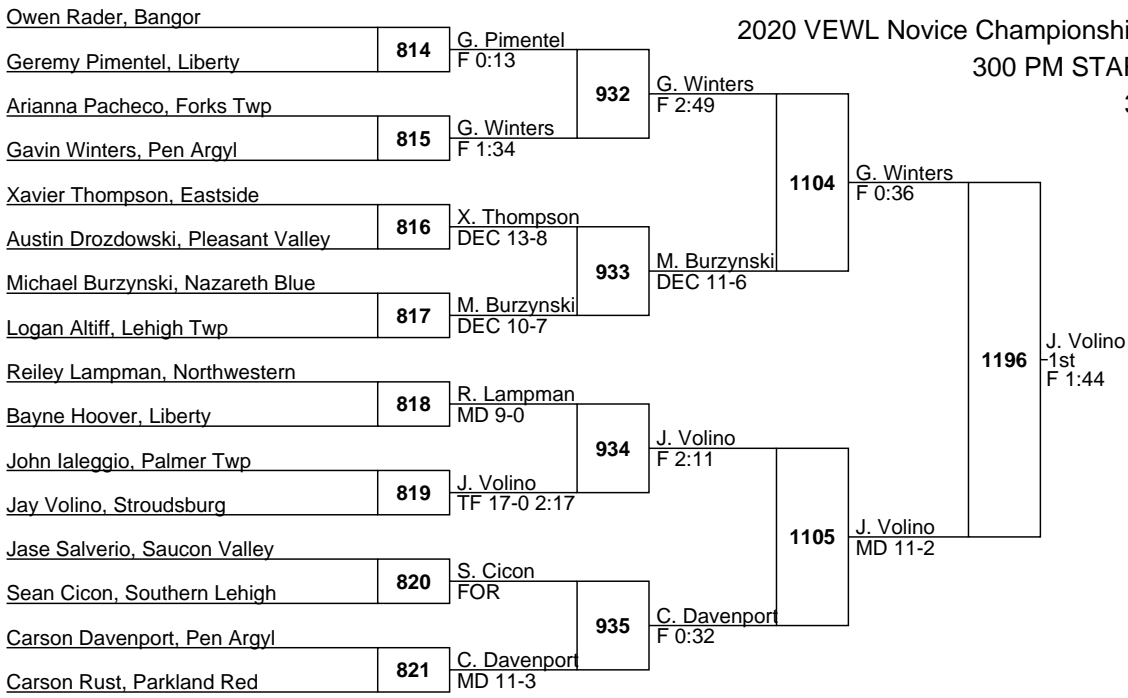 Owen Rader, Bangor
2020 VEWL Novice Championshi
300 PM STA
3
814
G. Pimentel
F 0:13
Geremy Pimentel, Liberty
932
G. Winters
F 2:49
Arianna Pacheco, Forks Twp
815
G. Winters
F 1:34
Gavin Winters, Pen Argyl
1104
G. Winters
F 0:36
Xavier Thompson, Eastside
816
X. Thompson
DEC 13-8
Austin Drozdowski, Pleasant Valley
933
M. Burzynski
DEC 11-6
Michael Burzynski, Nazareth Blue
817
M. Burzynski
DEC 10-7
Logan Altiff, Lehigh Twp
1196
J. Volino
1st
F 1:44
Reiley Lampman, Northwestern
818
R. Lampman
MD 9-0
Bayne Hoover, Liberty
934
J. Volino
F 2:11
John Ialeggio, Palmer Twp
819
J. Volino
TF 17-0 2:17
Jay Volino, Stroudsburg
1105
J. Volino
MD 11-2
Jase Salverio, Saucon Valley
820
S. Cicon
FOR
Sean Cicon, Southern Lehigh
935
C. Davenport
F 0:32
Carson Davenport, Pen Argyl
821
C. Davenport
MD 11-3
Carson Rust, Parkland Red